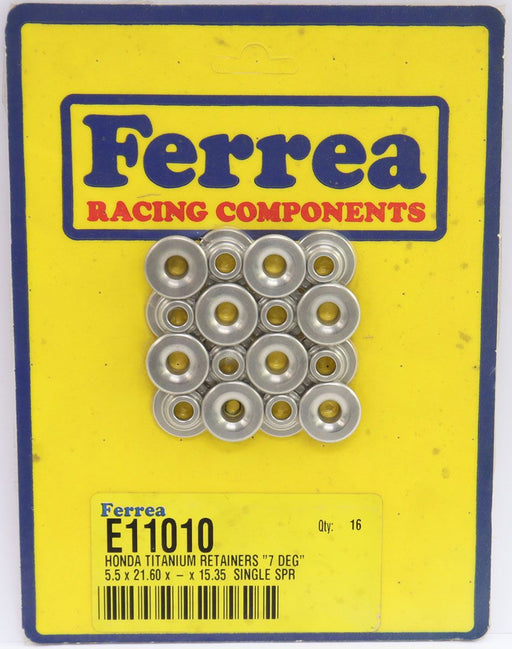 Ferrea
RACING COMPONENTS
Ferrea
E11010 Qty: 16
HONDA TITANIUM RETAINERS "7 DEG"
5.5 x 21.60 x - x 15.35 SINGLE SPR